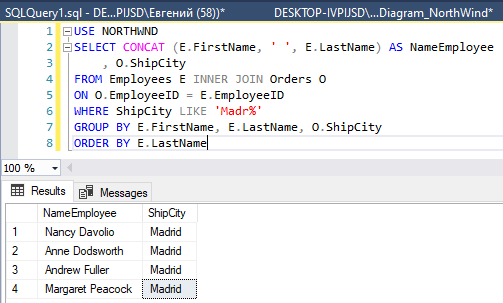 SQLQuery1.sql - DE...PIJSD\Евгений (58))* DESKTOP-IVPIJSD\...Diagram_NorthWind*
1 USE NORTHWND
2 SELECT CONCAT (E.FirstName, ' ', E.LastName) AS NameEmployee
3 , O.ShipCity
4 FROM Employees E INNER JOIN Orders O
5 ON O.EmployeeID = E.EmployeeID
6 WHERE ShipCity LIKE 'Madr%'
7 GROUP BY E.FirstName, E.LastName, O.ShipCity
8 ORDER BY E.LastName
100 %
Results Messages
NameEmployee ShipCity
1 Nancy Davolio Madrid
2 Anne Dodsworth Madrid
3 Andrew Fuller Madrid
4 Margaret Peacock Madrid